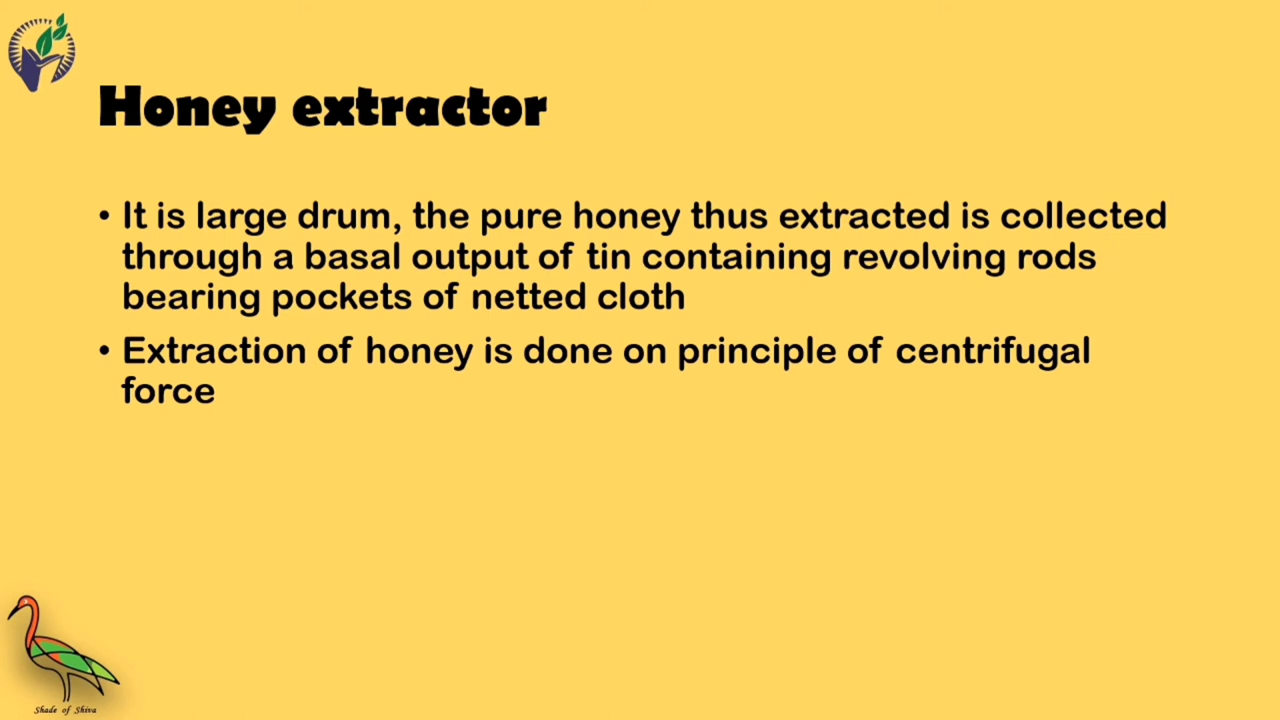 Honey extractor
• It is large drum, the pure honey thus extracted is collected
through a basal output of tin containing revolving rods
bearing pockets of netted cloth
• Extraction of honey is done on principle of centrifugal
force
Shade of Shiva